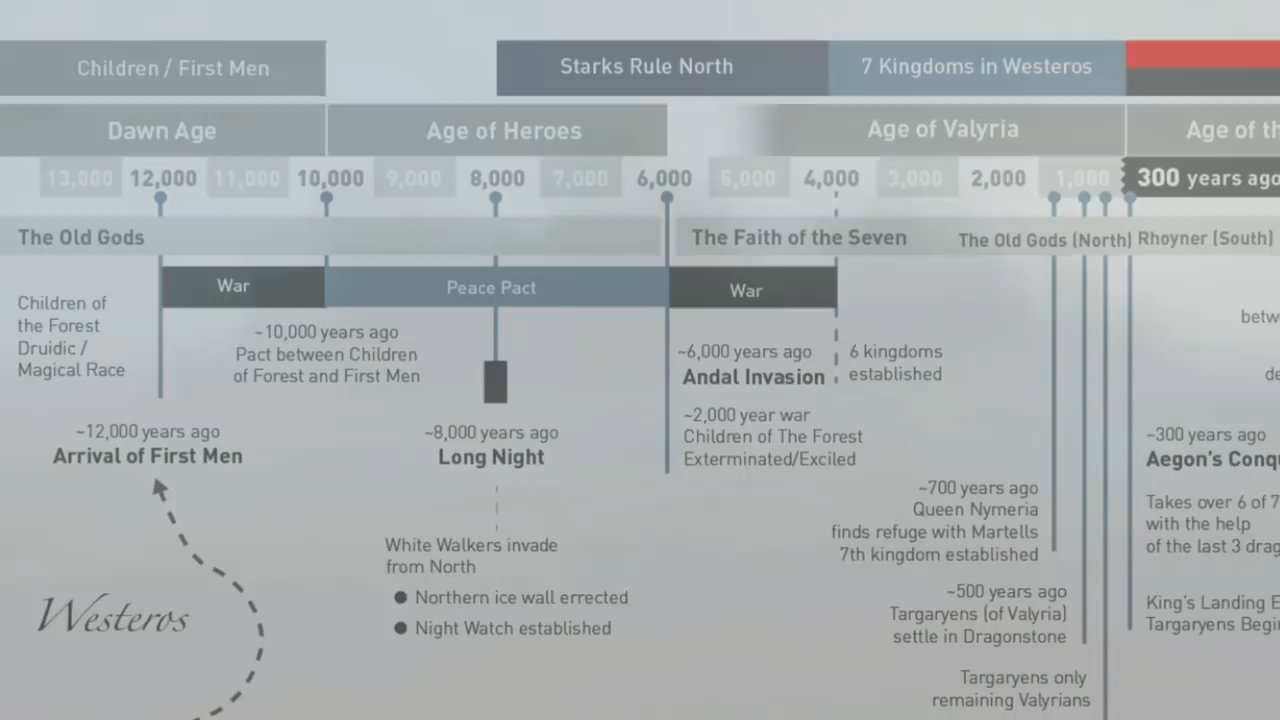 Children / First Men
Starks Rule North
7 Kingdoms in Westeros
Dawn Age
Age of Heroes
Age of Valyria
Age of
13,000 12,000 11,000 10,000 9,000 8,000 7,000 6,000 5,000 4,000 3,000 2,000 1,000 300 years ago
The Old Gods
The Faith of the Seven
The Old Gods (North)
Rhoyner (South)
War
Peace Pact
War
Children of
the Forest
Druidic /
Magical Race
~10,000 years ago
Pact between Children
of Forest and First Men
~6,000 years ago
Andal Invasion
6 kingdoms
established
~2,000 year war
Children of The Forest
Exterminated/Exciled
~12,000 years ago
Arrival of First Men
~8,000 years ago
Long Night
~300 years ago
Aegon's
Takes over 6 of 7
with the help
of the last 3
~700 years ago
Queen Nymeria
finds refuge with Martells
7th kingdom established
White Walkers invade
from North
● Northern ice wall errected
● Night Watch established
~500 years ago
Targaryens (of Valyria)
settle in Dragonstone
King's Landing
Targaryens
Targaryens only
remaining Valyrians
Westeros